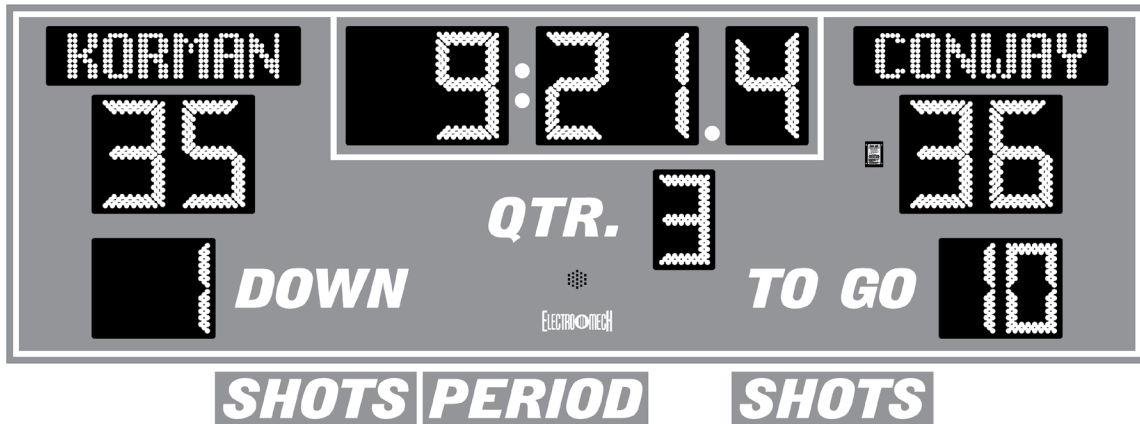 KORMAN 9:21.4 CONWAY
35 36
QTR. 3
1 DOWN TO GO 10
ELECTRO MECH
SHOTS PERIOD SHOTS